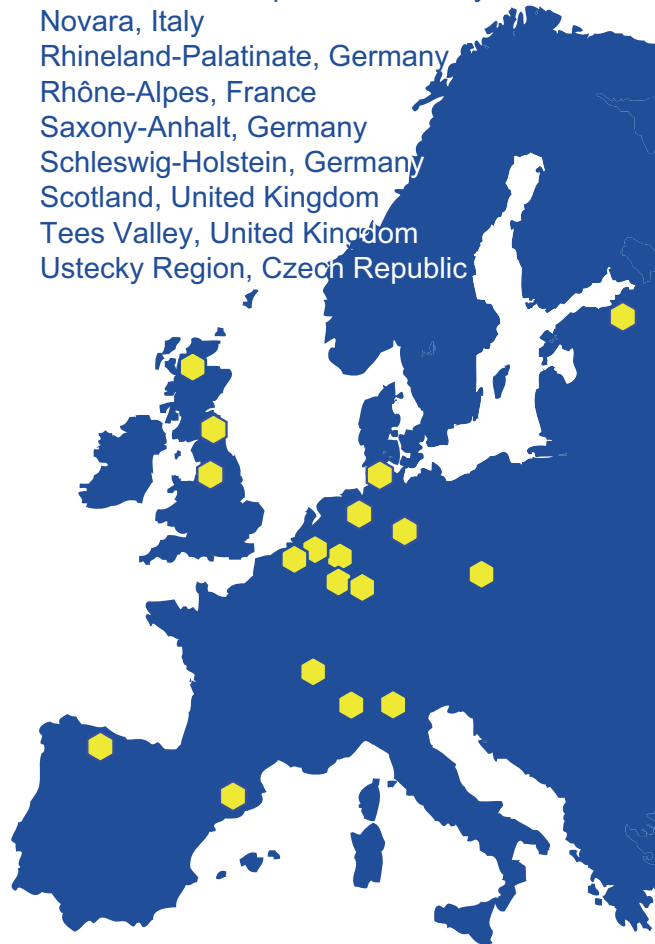 Novara, Italy
Rhineland-Palatinate, Germany
Rhône-Alpes, France
Saxony-Anhalt, Germany
Schleswig-Holstein, Germany
Scotland, United Kingdom
Tees Valley, United Kingdom
Ustecky Region, Czech Republic